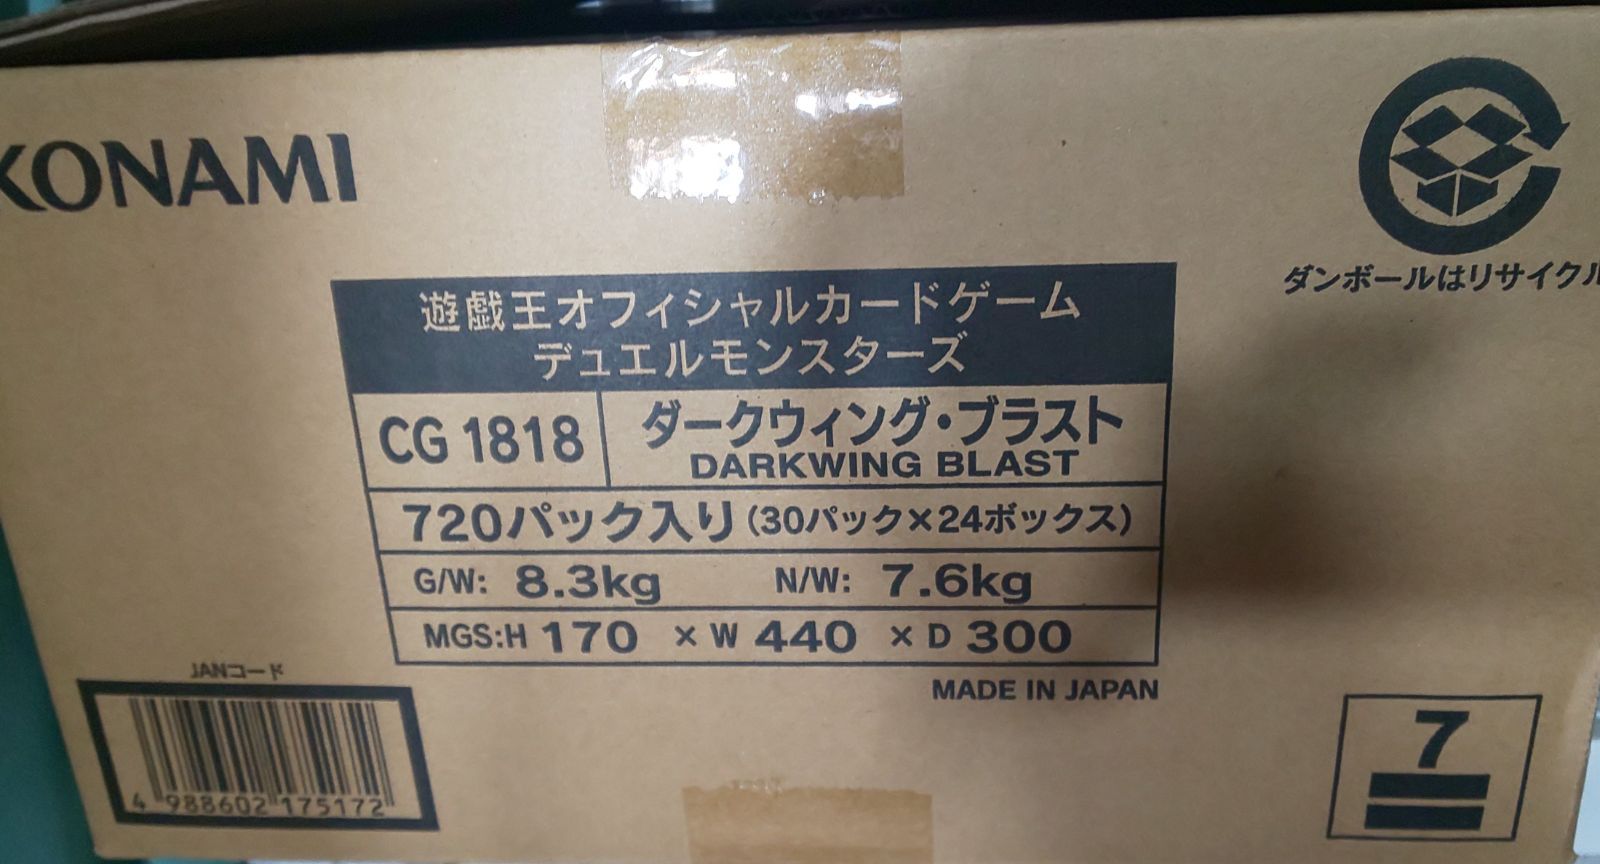 KONAMI
ダンボールはリサイクル
遊戯王オフィシャルカードゲーム
デュエルモンスターズ
CG 1818
ダークウィング・ブラスト
DARKWING BLAST
720パック入り(30パック×24ボックス)
G/W: 8.3kg N/W: 7.6kg
MGS:H 170 × W 440 × D 300
MADE IN JAPAN
JANコード
4 988602 175172
7